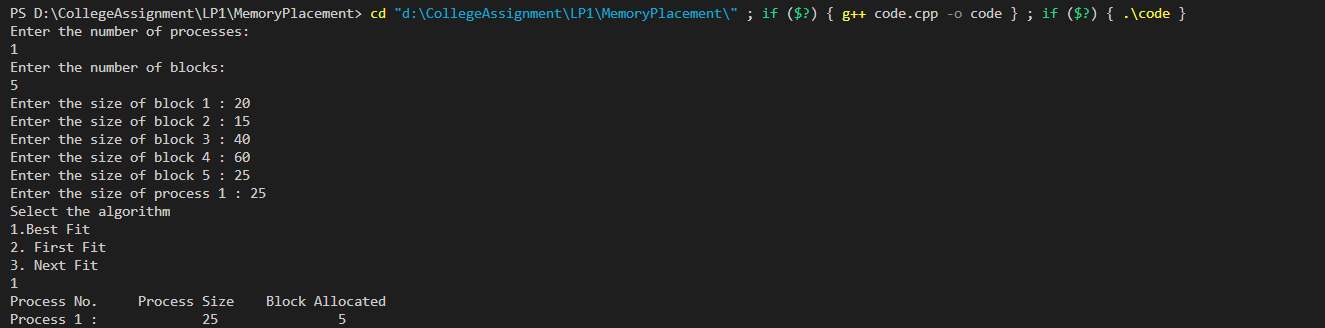 PS D:\CollegeAssignment\LP1\MemoryPlacement> cd "d:\CollegeAssignment\LP1\MemoryPlacement\" ; if ($?) { g++ code.cpp -o code } ; if ($?) { .\code }
Enter the number of processes:
1
Enter the number of blocks:
5
Enter the size of block 1 : 20
Enter the size of block 2 : 15
Enter the size of block 3 : 40
Enter the size of block 4 : 60
Enter the size of block 5 : 25
Enter the size of process 1 : 25
Select the algorithm
1.Best Fit
2. First Fit
3. Next Fit
1
Process No.     Process Size    Block Allocated
Process 1 :             25               5